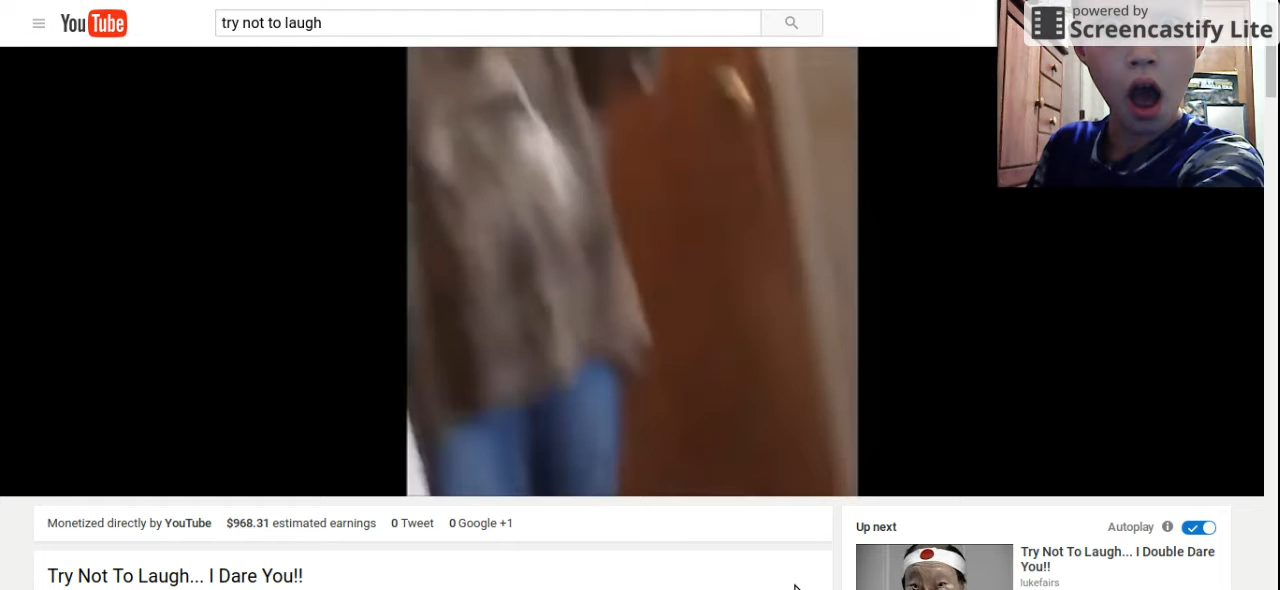 YouTube
try not to laugh
powered by
Screencastify Lite
Monetized directly by YouTube $968.31 estimated earnings 0 Tweet 0 Google +1
Up next
Autoplay
Try Not To Laugh... I Double Dare
You!!
lukefairs
Try Not To Laugh... I Dare You!!